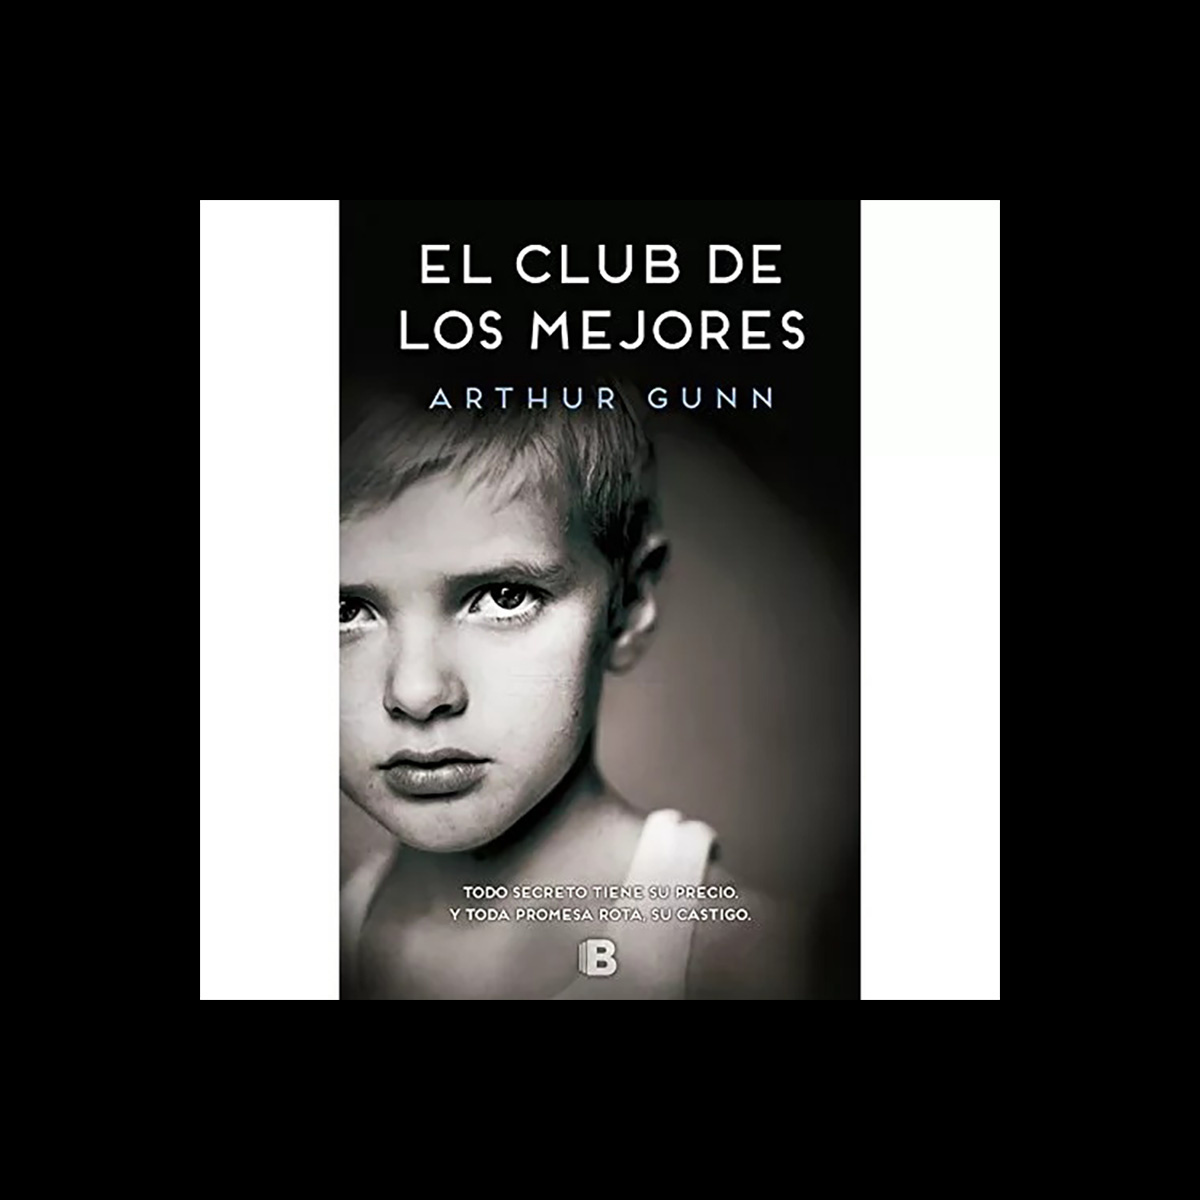 EL CLUB DE
LOS MEJORES
ARTHUR GUNN
TODO SECRETO TIENE SU PRECIO.
Y TODA PROMESA ROTA, SU CASTIGO.
B